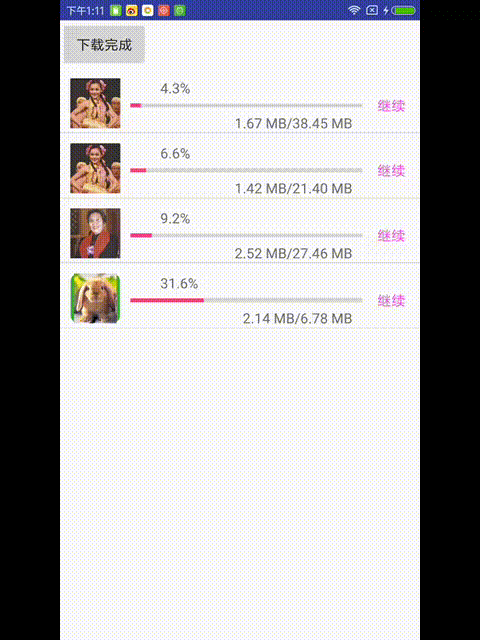 下午1:11
下载完成
4.3%
继续
1.67 MB/38.45 MB
6.6%
继续
1.42 MB/21.40 MB
9.2%
继续
2.52 MB/27.46 MB
31.6%
继续
2.14 MB/6.78 MB